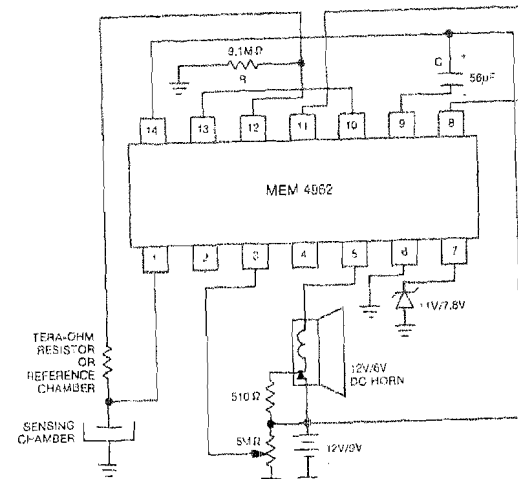 9.1MΩ
R
C
+
56μF
14
13
12
11
10
9
8
MEM 4962
1
2
3
4
5
6
7
TERA-OHM
RESISTOR
OR
REFERENCE
CHAMBER
11V/7.8V
12V/6V
DC HORN
510 Ω
SENSING
CHAMBER
5MΩ
12V/9V